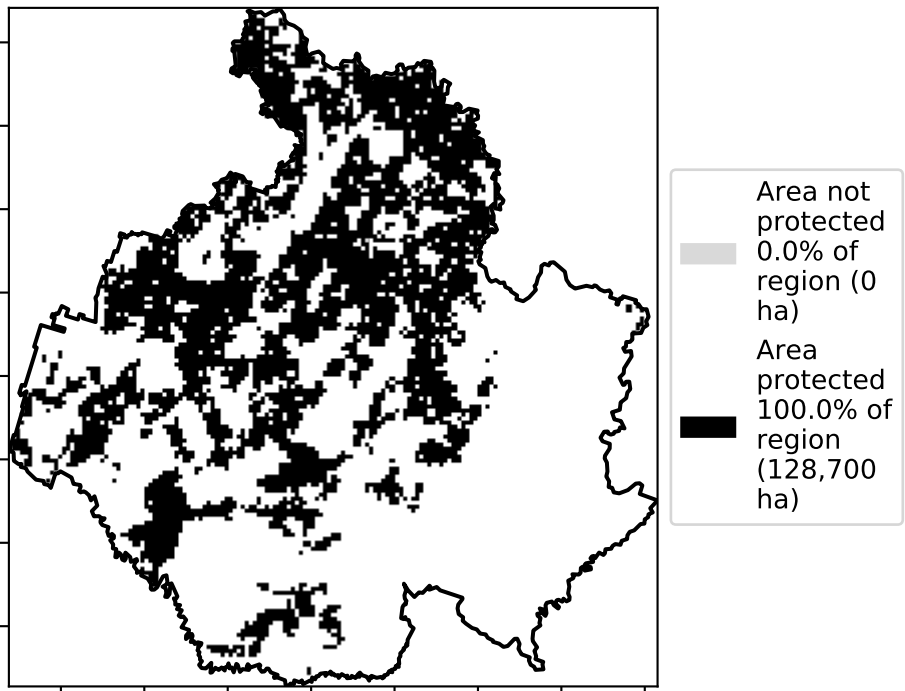 Area not
protected
0.0% of
region (0
ha)
Area
protected
100.0% of
region
(128,700
ha)